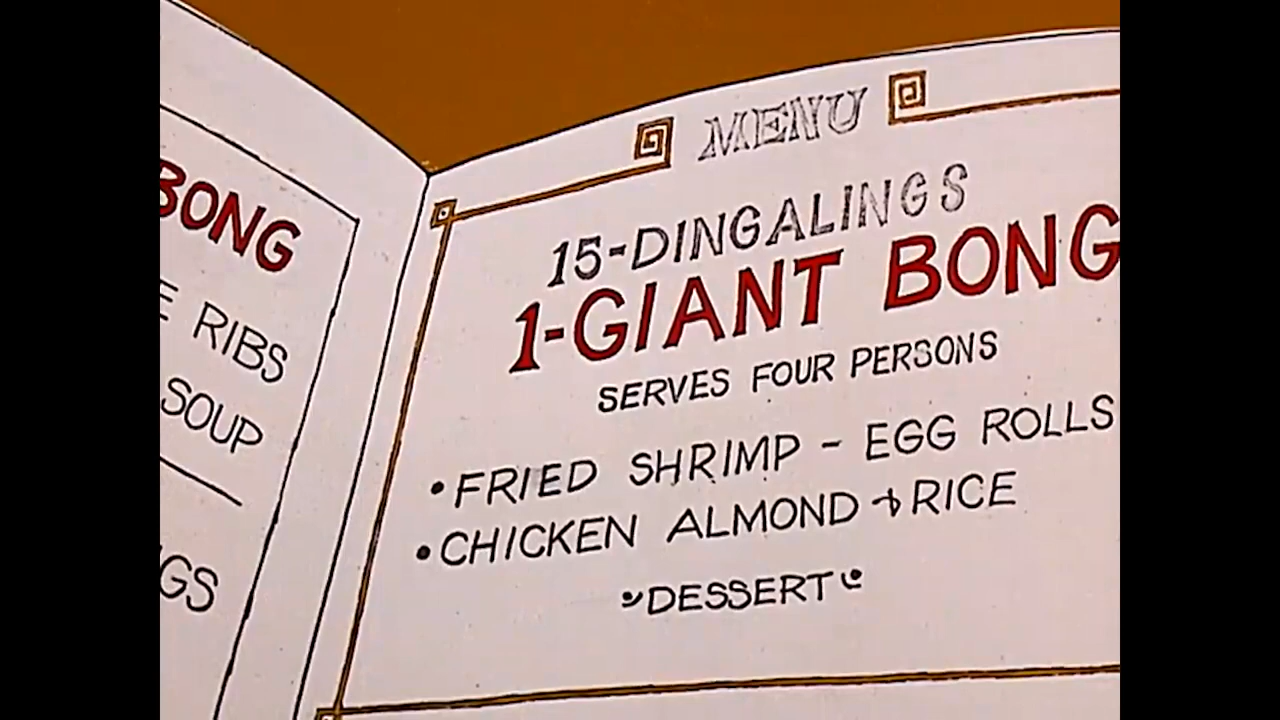 BONG
RIBS
SOUP
GS
MENU
15-DINGALINGS
1-GIANT BONG
SERVES FOUR PERSONS
•FRIED SHRIMP - EGG ROLLS
•CHICKEN ALMOND & RICE
DESSERT